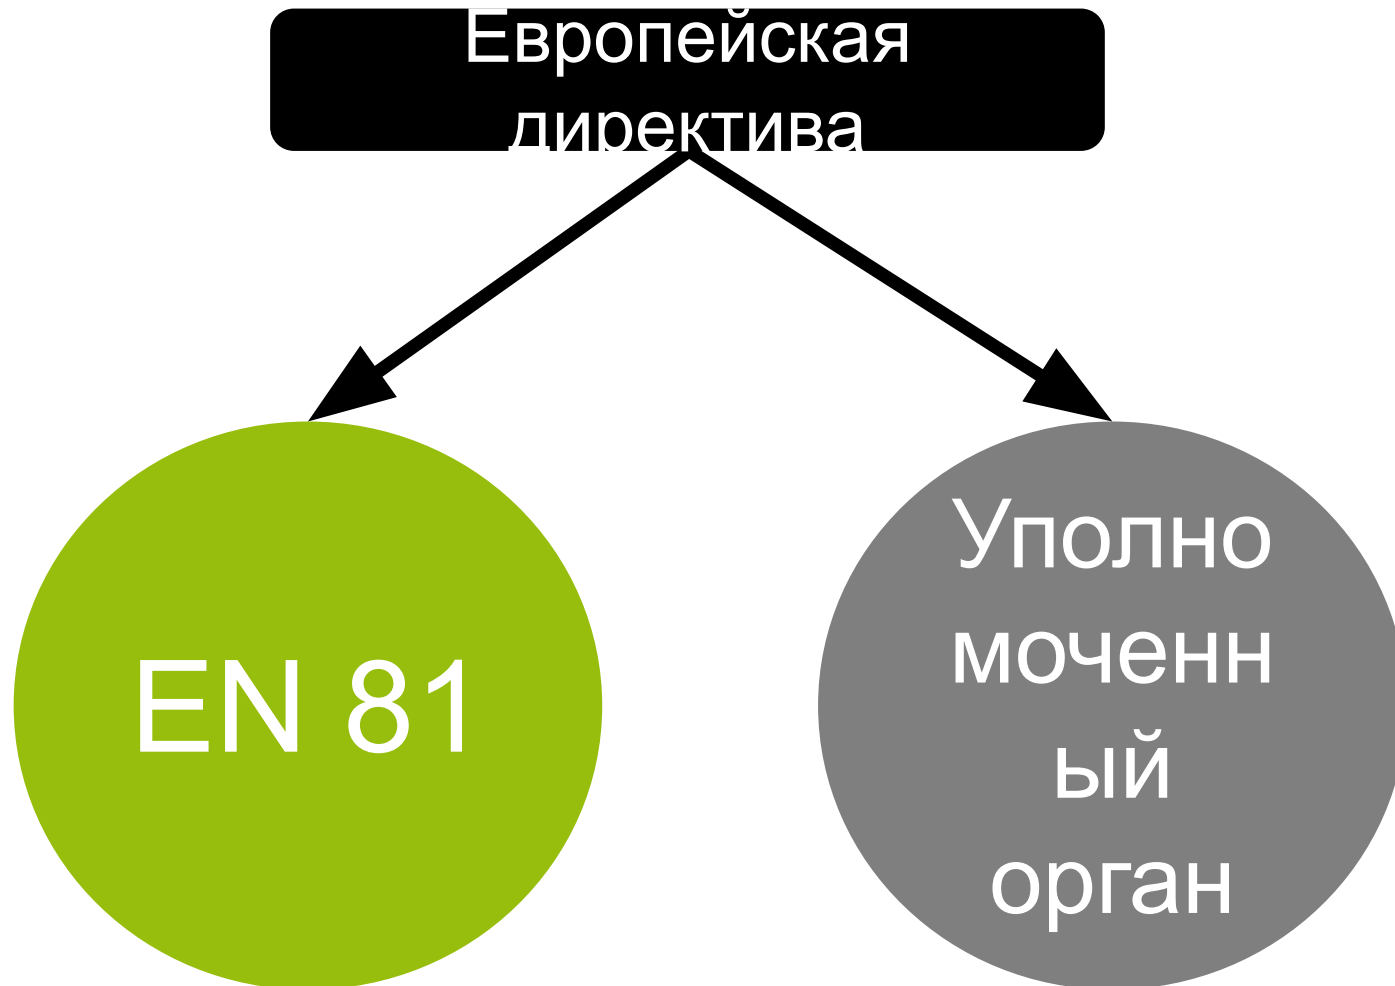 Европейская
директива
EN 81
Уполно
моченн
ый
орган